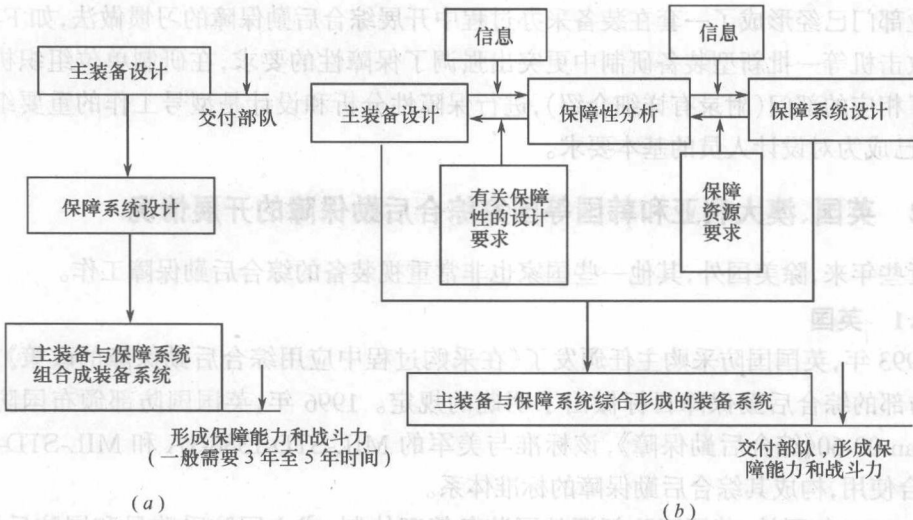 信息
信息
主装备设计
交付部队
主装备设计
保障性分析
保障系统设计
保障系统设计
有关保障
性的设计
要求
保障
资源
要求
主装备与保障系统
组合成装备系统
主装备与保障系统综合形成的装备系统
形成保障能力和战斗力
(一般需要3年至5年时间)
交付部队,形成保
障能力和战斗力
(a)
(b)